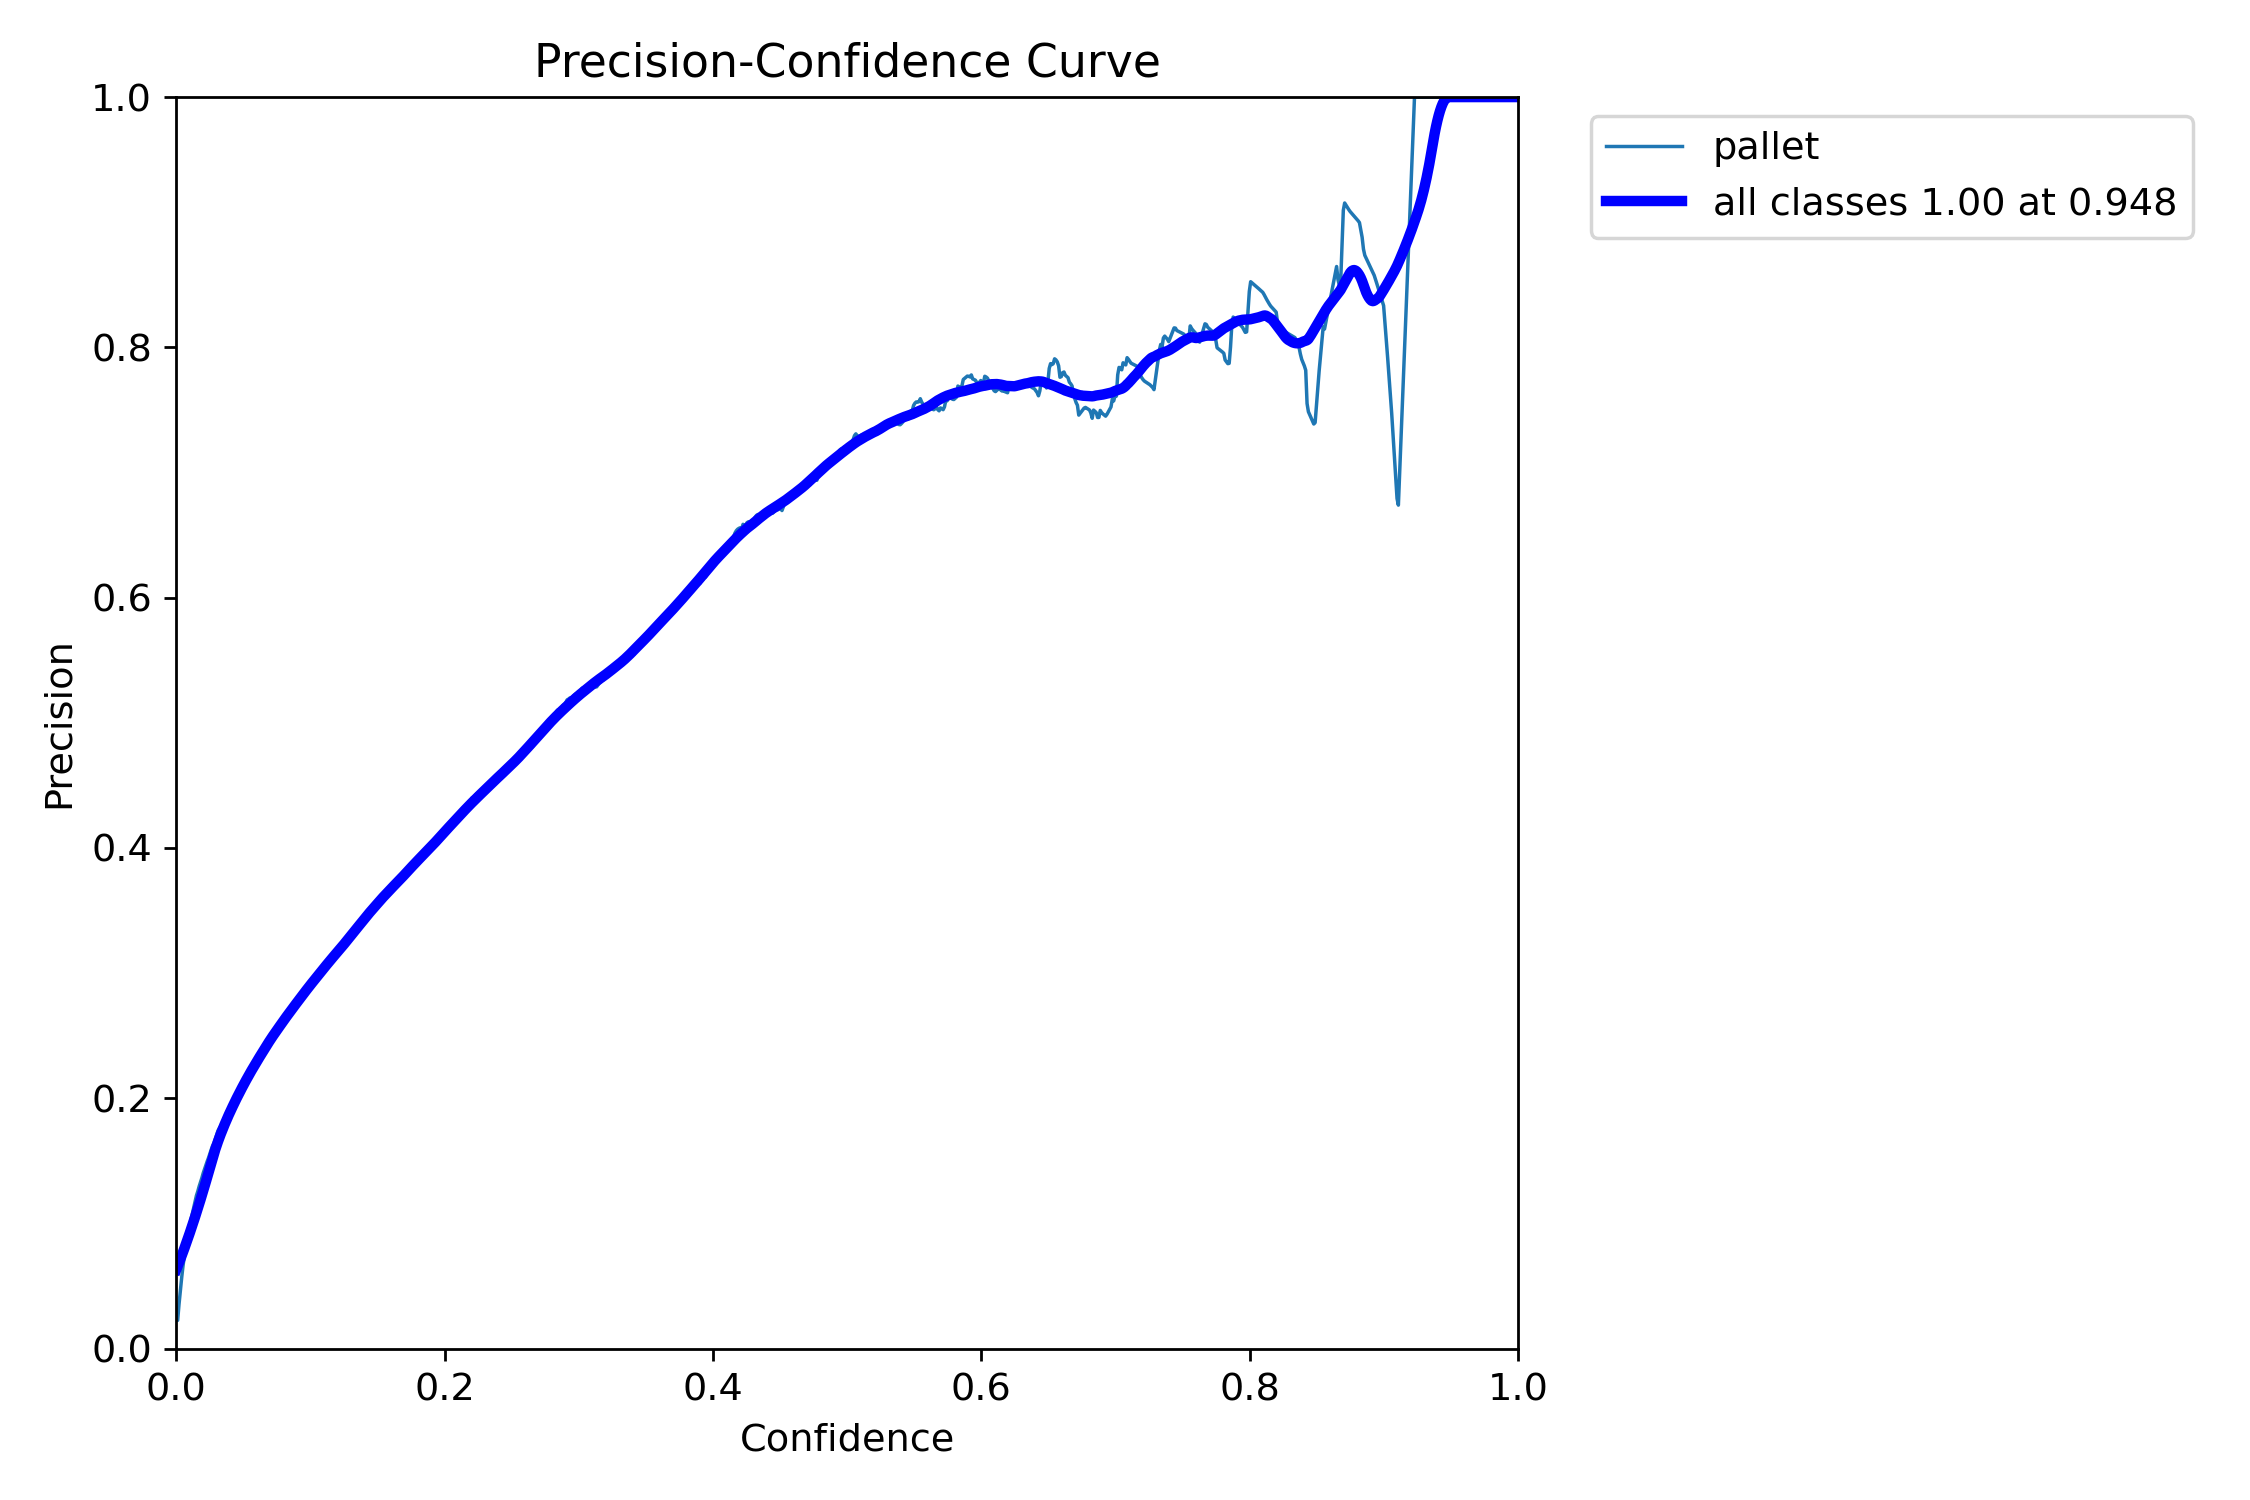 Precision-Confidence Curve
pallet
all classes 1.00 at 0.948
1.0
0.8
0.6
0.4
0.2
0.0
Precision
0.0 0.2 0.4 0.6 0.8 1.0
Confidence